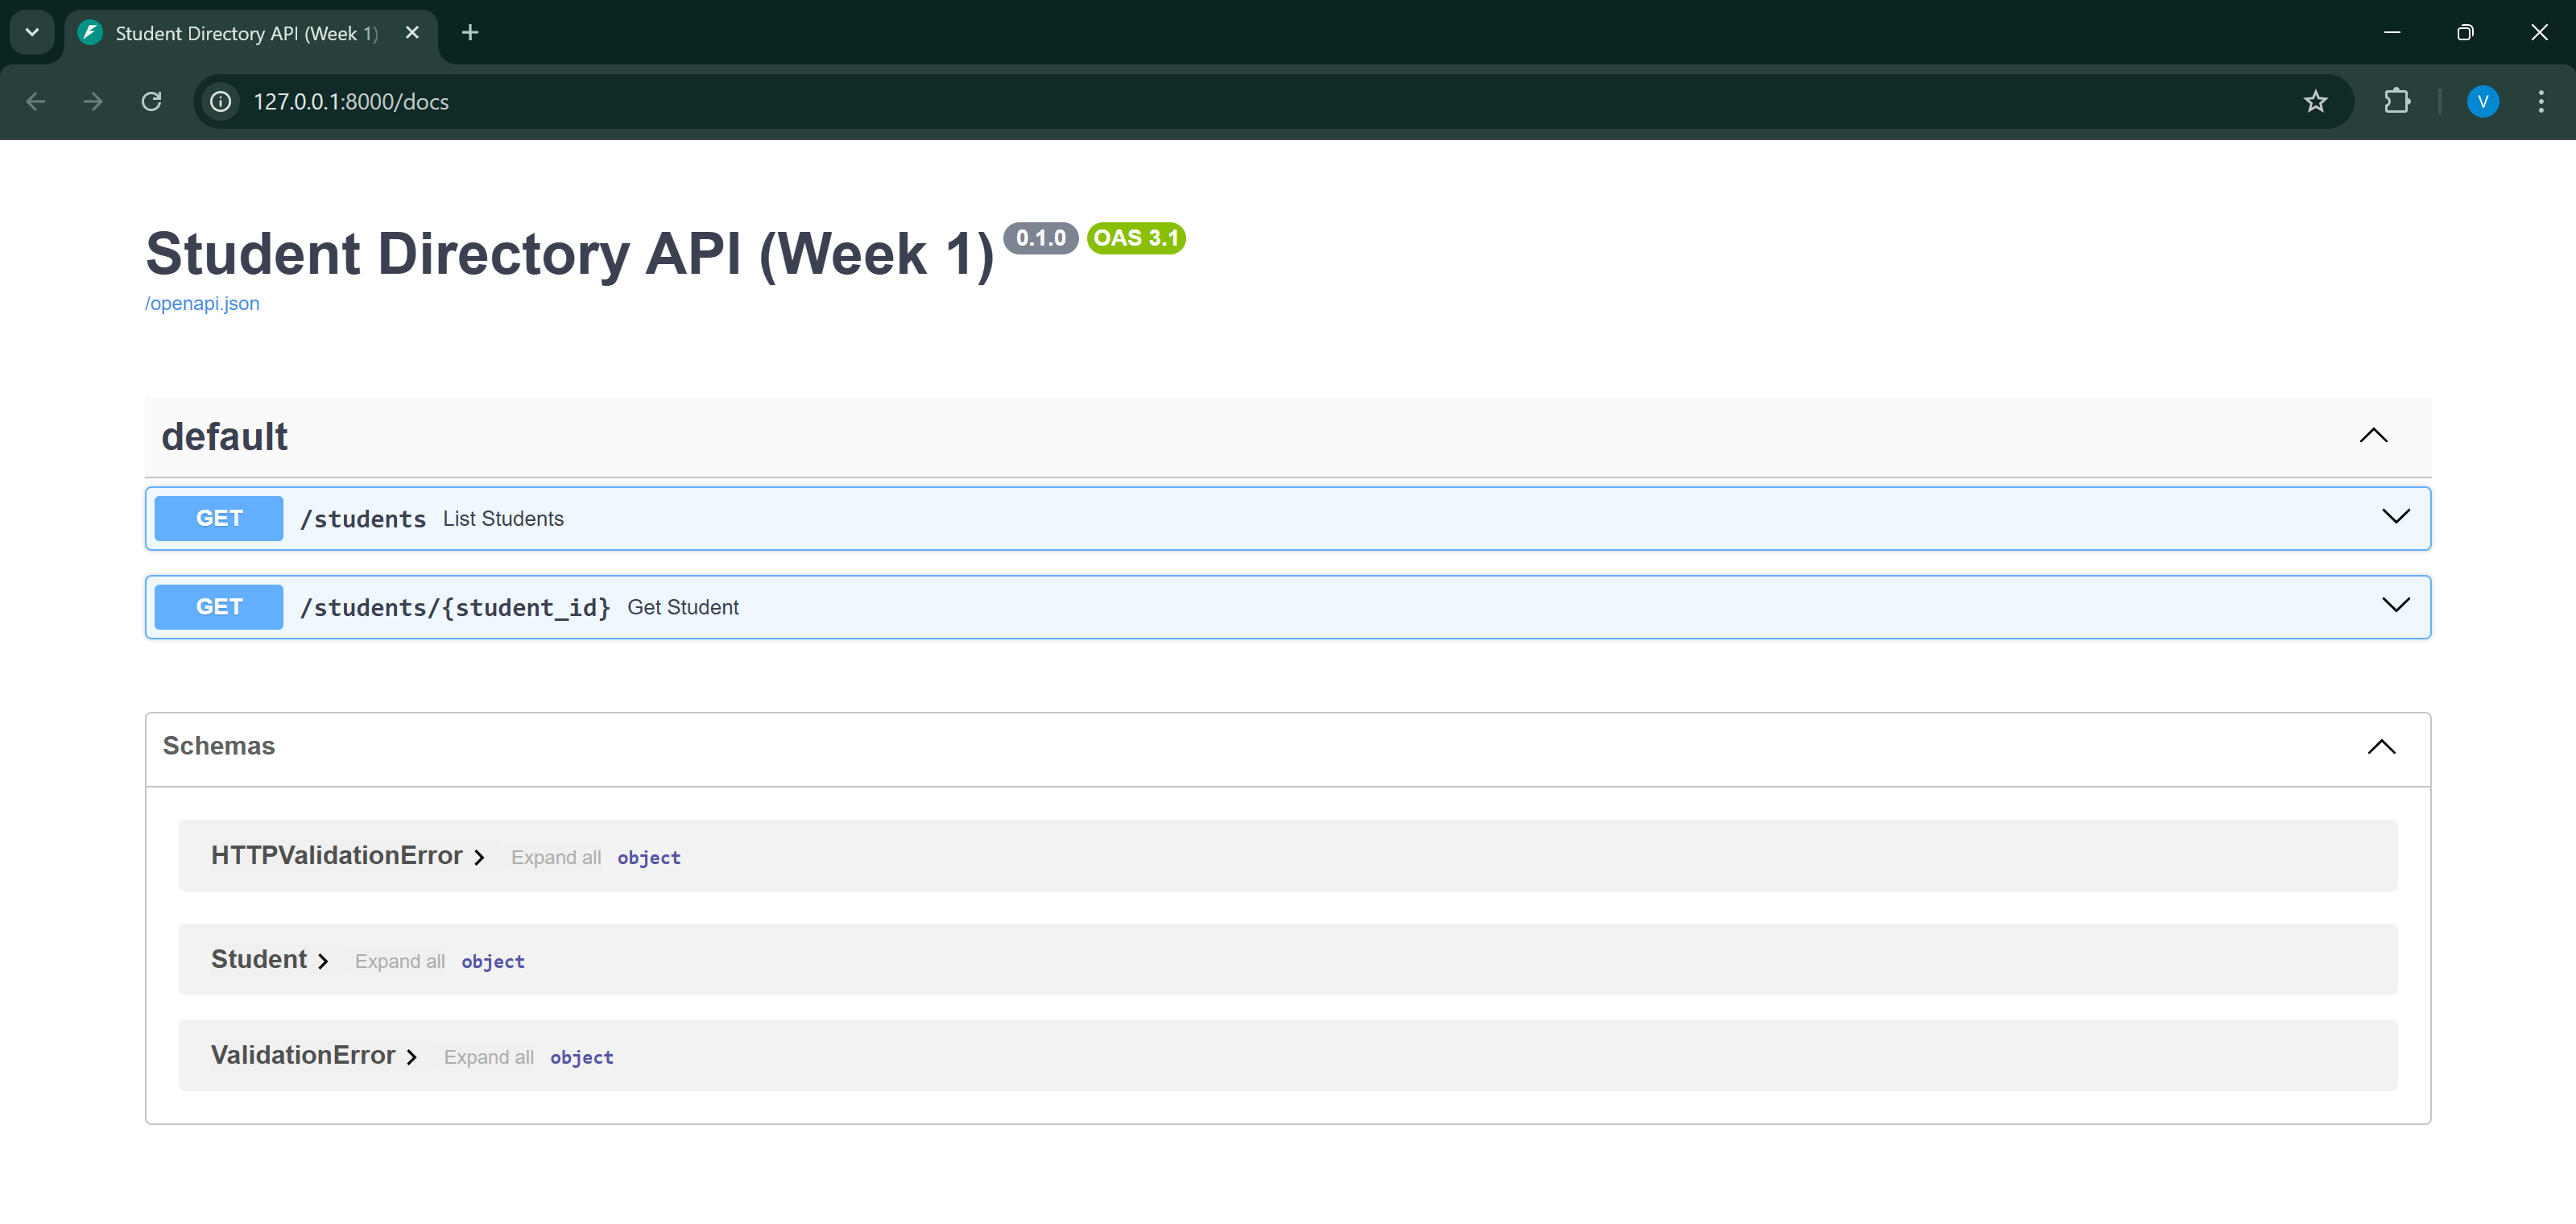 Student Directory API (Week 1)
127.0.0.1:8000/docs
V
Student Directory API (Week 1) 0.1.0 OAS 3.1
/openapi.json
default
GET /students List Students
GET /students/{student_id} Get Student
Schemas
HTTPValidationError Expand all object
Student Expand all object
ValidationError Expand all object